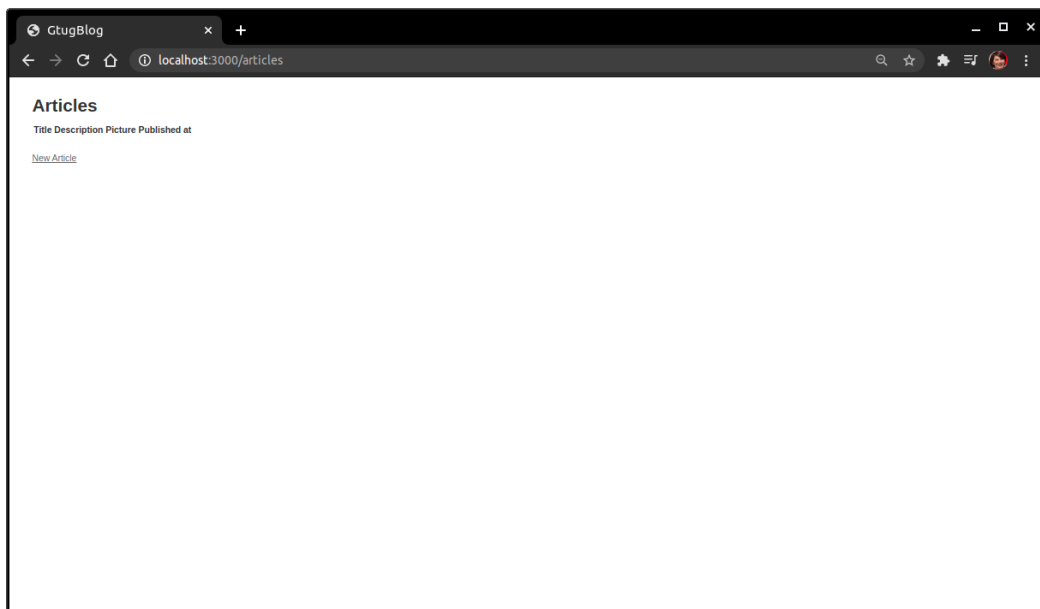 GtugBlog
localhost:3000/articles
Articles
Title Description Picture Published at
New Article